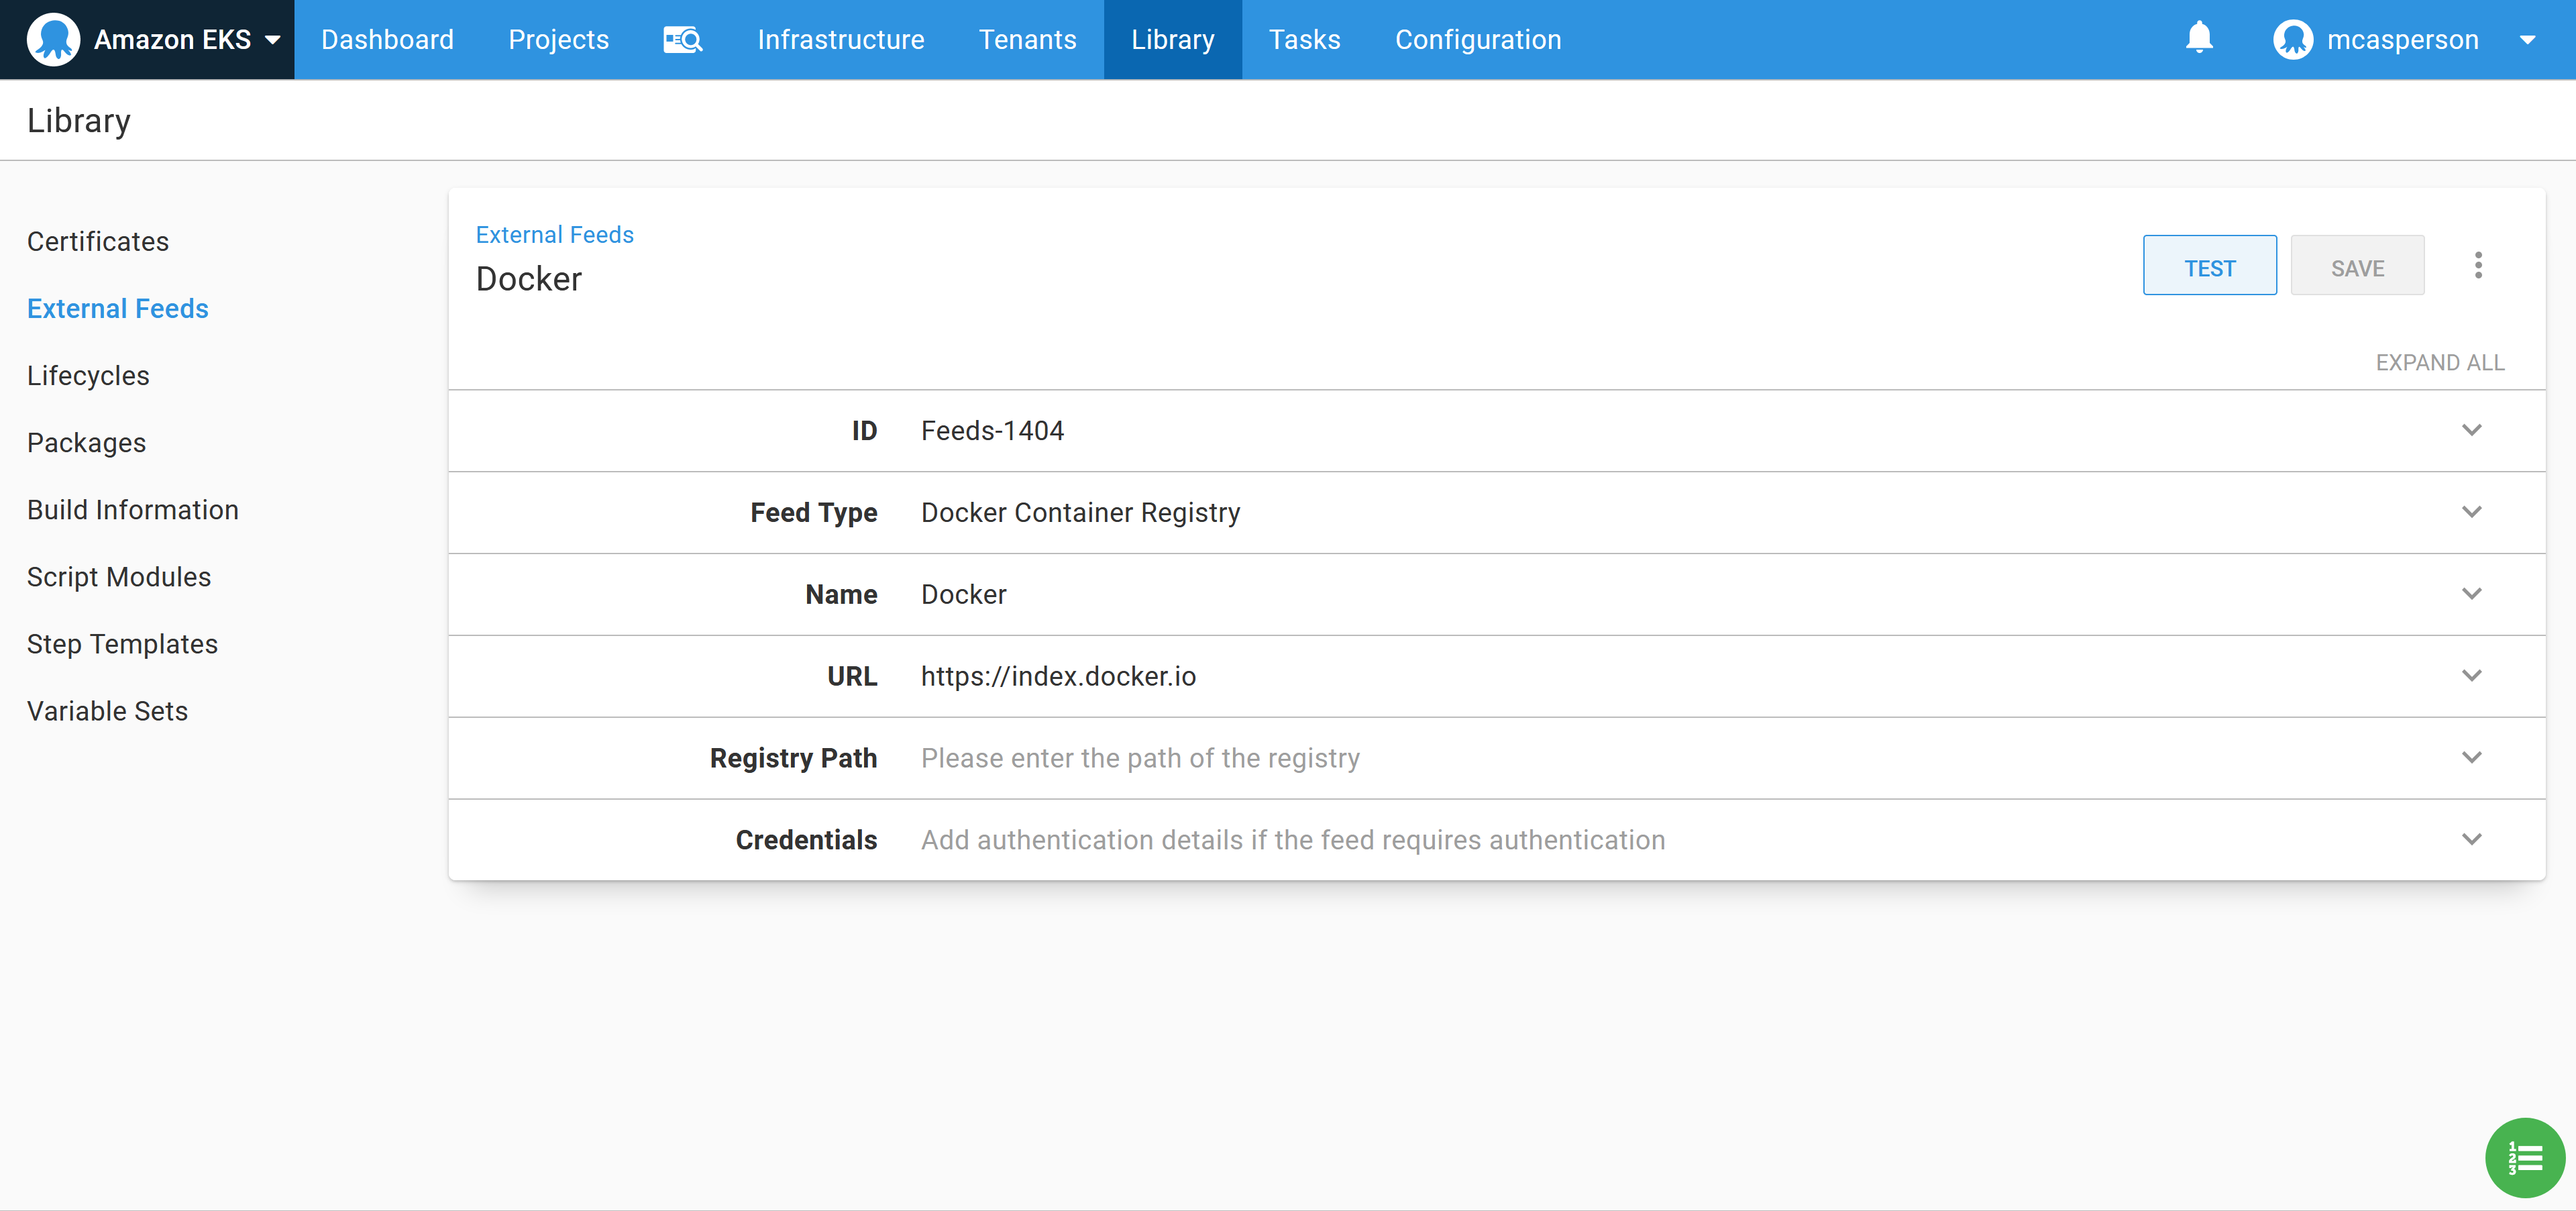 Amazon EKS Dashboard Projects Infrastructure Tenants Library Tasks Configuration mcasperson
Library
Certificates
External Feeds
Lifecycles
Packages
Build Information
Script Modules
Step Templates
Variable Sets
External Feeds
Docker
TEST SAVE
EXPAND ALL
ID Feeds-1404
Feed Type Docker Container Registry
Name Docker
URL https://index.docker.io
Registry Path Please enter the path of the registry
Credentials Add authentication details if the feed requires authentication
1
2
3